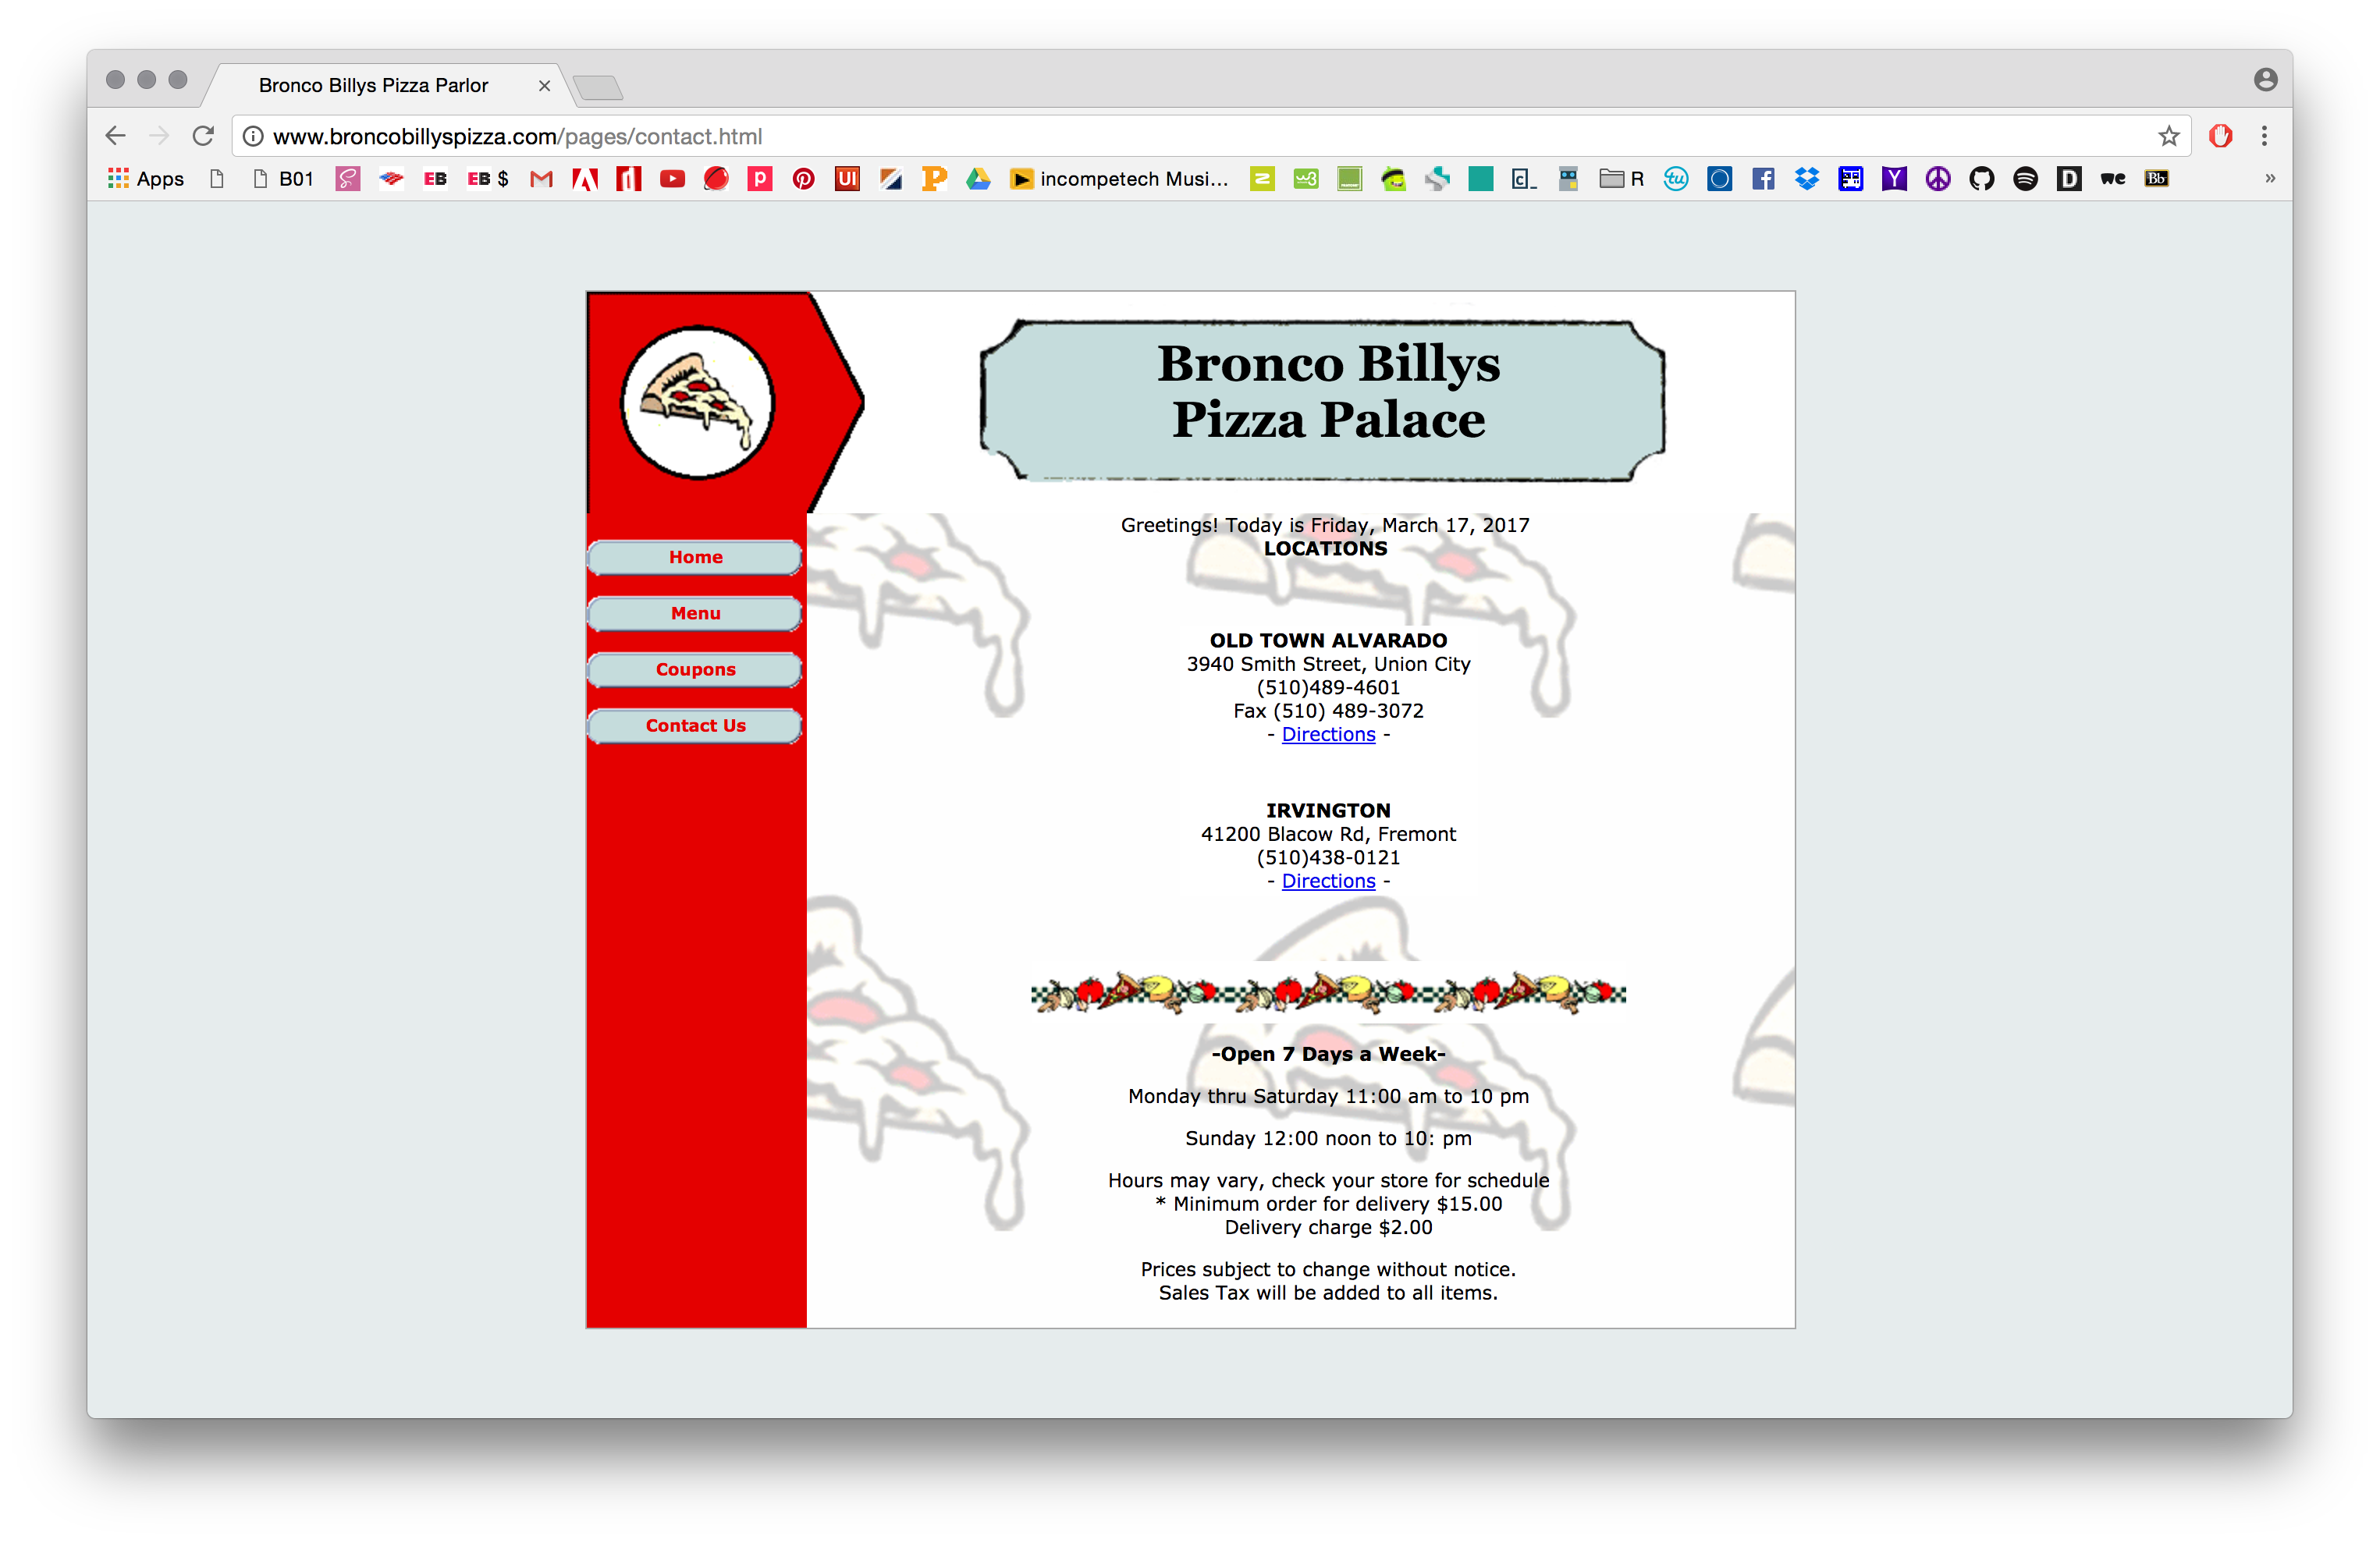 Bronco Billys Pizza Parlor
www.broncobillyspizza.com/pages/contact.html
Apps B01 EB EB $ UI incompetech Musi... R
Bronco Billys
Pizza Palace
Home
Menu
Coupons
Contact Us
Greetings! Today is Friday, March 17, 2017
LOCATIONS
OLD TOWN ALVARADO
3940 Smith Street, Union City
(510)489-4601
Fax (510) 489-3072
- Directions -
IRVINGTON
41200 Blacow Rd, Fremont
(510)438-0121
- Directions -
-Open 7 Days a Week-
Monday thru Saturday 11:00 am to 10 pm
Sunday 12:00 noon to 10: pm
Hours may vary, check your store for schedule
* Minimum order for delivery $15.00
Delivery charge $2.00
Prices subject to change without notice.
Sales Tax will be added to all items.